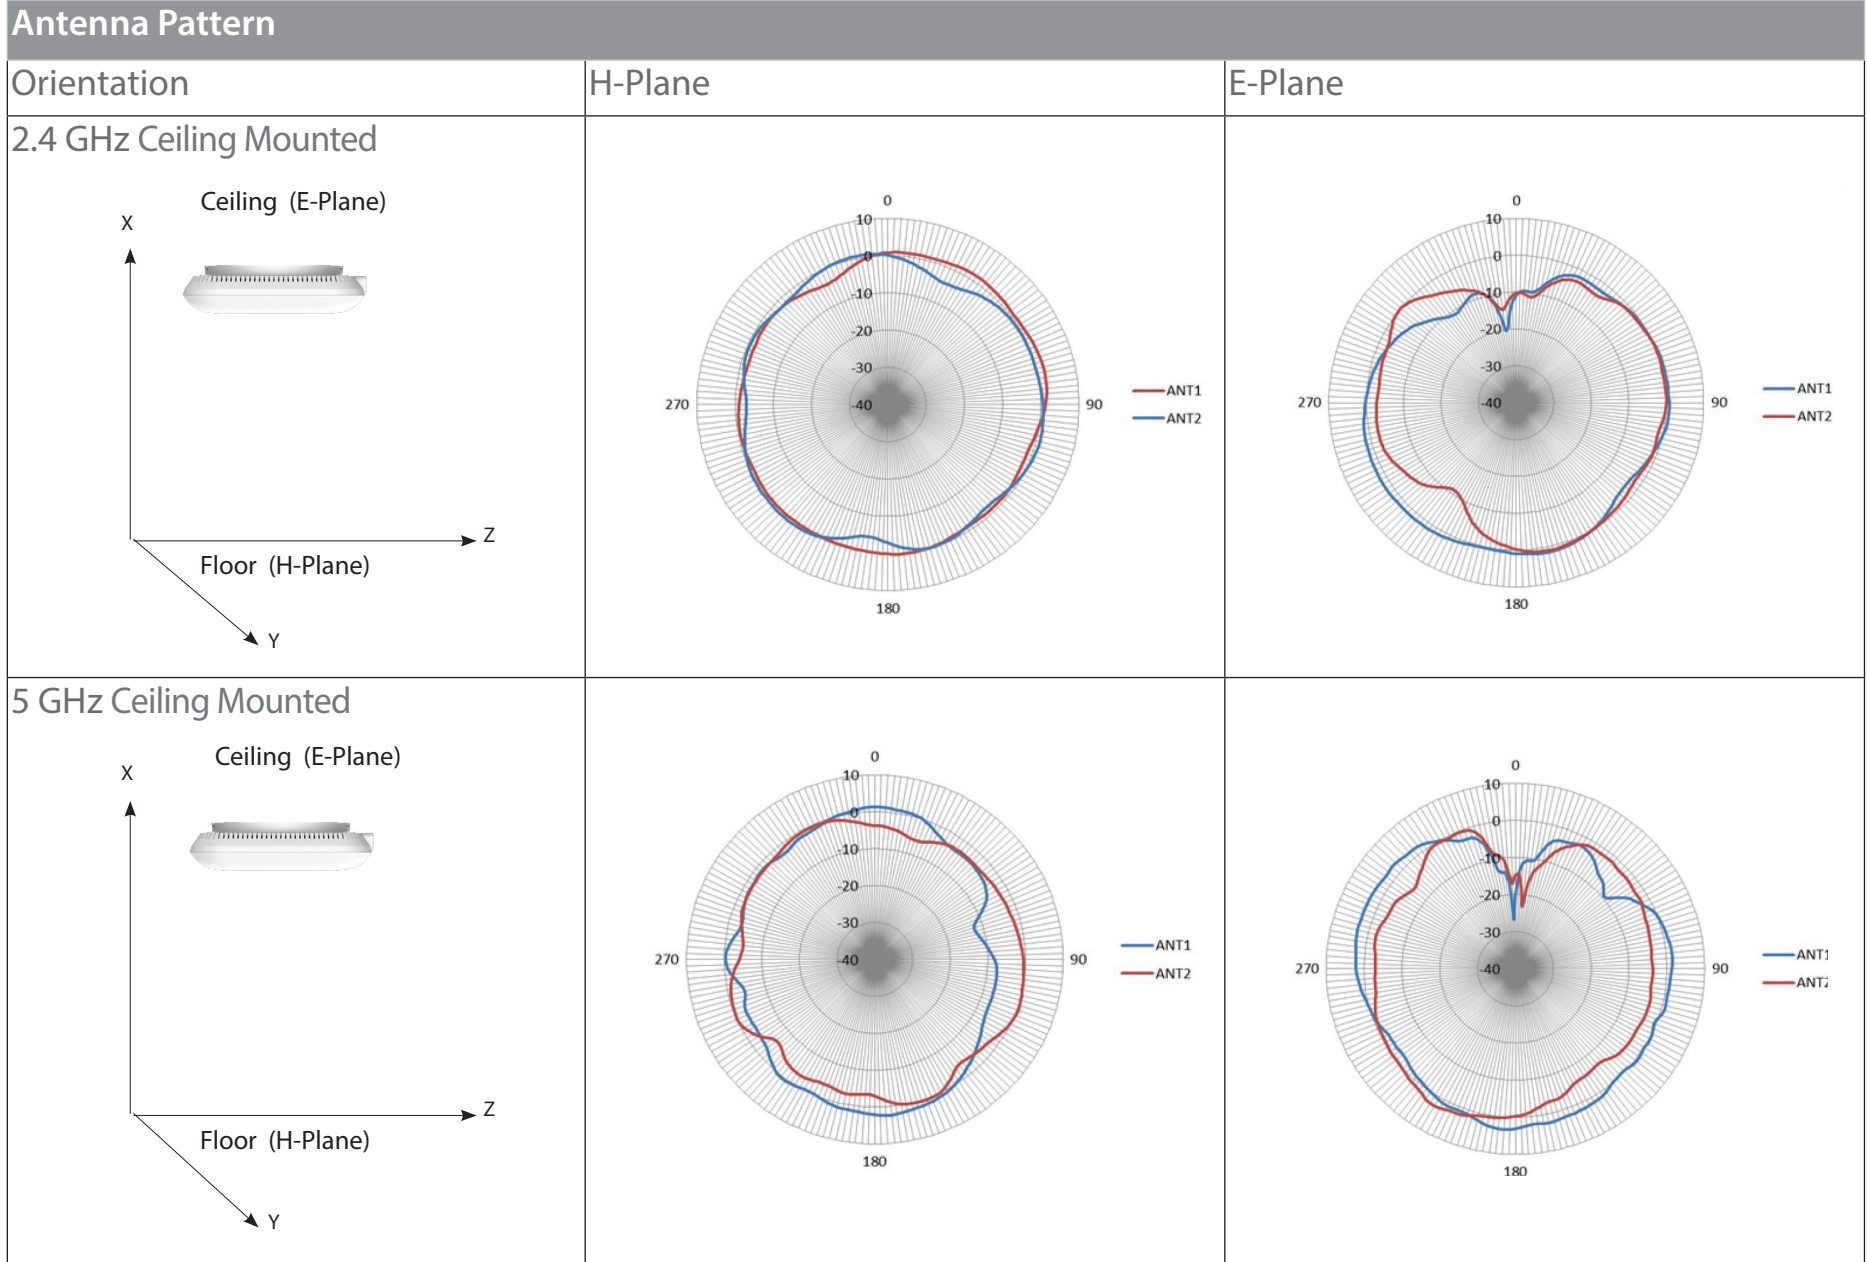 Antenna Pattern
Orientation
H-Plane
E-Plane
2.4 GHz Ceiling Mounted
Ceiling (E-Plane)
X
Z
Floor (H-Plane)
Y
0
10
0
-10
-20
-30
-40
270
90
180
ANT1
ANT2
0
10
0
-10
-20
-30
-40
270
90
180
ANT1
ANT2
5 GHz Ceiling Mounted
Ceiling (E-Plane)
X
Z
Floor (H-Plane)
Y
0
10
0
-10
-20
-30
-40
270
90
180
ANT1
ANT2
0
10
0
-10
-20
-30
-40
270
90
180
ANT1
ANT2